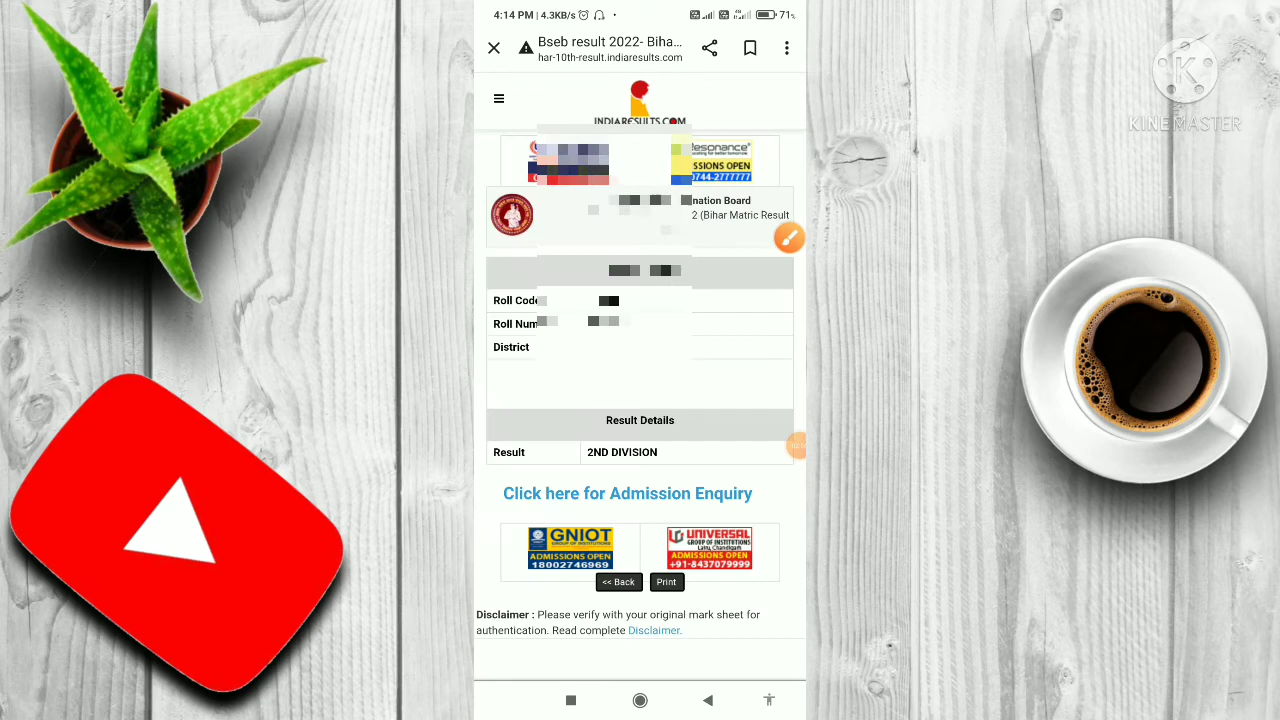 4:14 PM | 4.3KB/s
71%
Bseb result 2022- Biha...
har-10th-result.indiaresults.com
KINEMASTER
INDIARESULTS.COM
Resonance®
SSIONS OPEN
0744-2777777
nation Board
2 (Bihar Matric Result
Roll Code
Roll Num
District
Result Details
Result 2ND DIVISION
Click here for Admission Enquiry
GNIOT
GROUP OF INSTITUTIONS
ADMISSIONS OPEN
18002746969
UNIVERSAL
GROUP OF INSTITUTIONS
Lalru, Chandigarh
ADMISSIONS OPEN
+91-8437079999
<< Back Print
Disclaimer : Please verify with your original mark sheet for
authentication. Read complete Disclaimer.